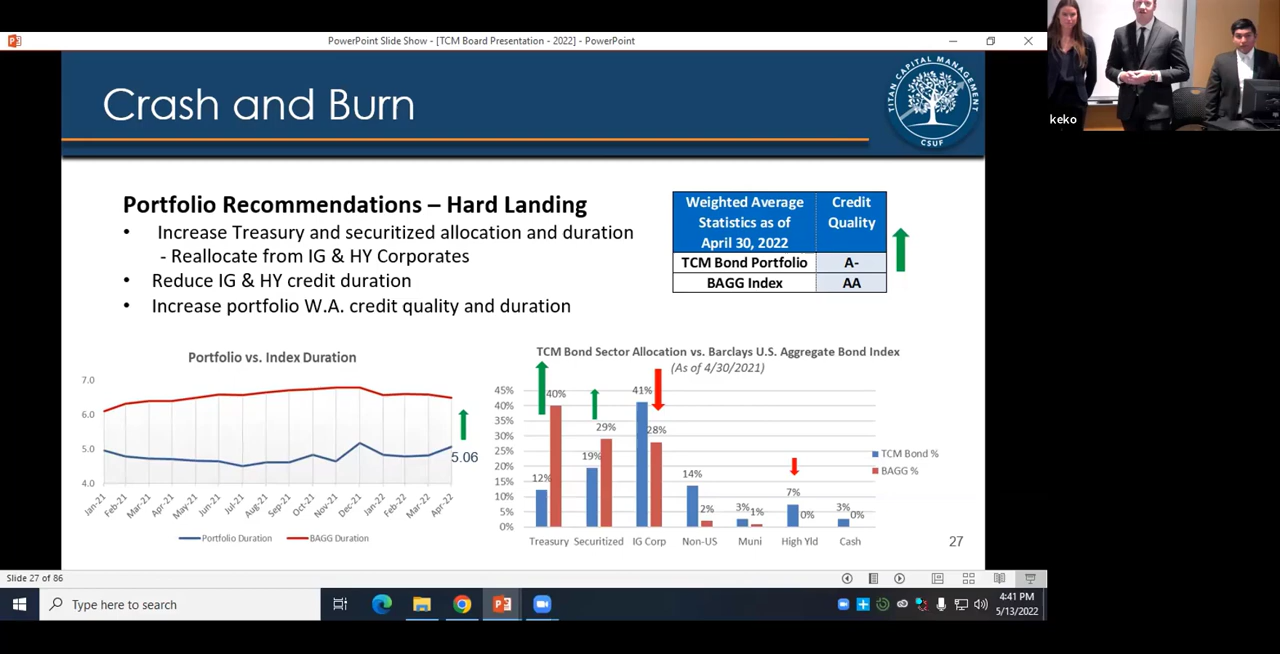 PowerPoint Slide Show - [TCM Board Presentation - 2022] - PowerPoint
Crash and Burn
TITAN CAPITAL MANAGEMENT
CSUF
keko
Portfolio Recommendations – Hard Landing
• Increase Treasury and securitized allocation and duration
- Reallocate from IG & HY Corporates
• Reduce IG & HY credit duration
• Increase portfolio W.A. credit quality and duration
Weighted Average Statistics as of April 30, 2022 Credit Quality
TCM Bond Portfolio A-
BAGG Index AA
Portfolio vs. Index Duration
7.0
6.0
5.0
4.0
5.06
Jan-21 Feb-21 Mar-21 Apr-21 May-21 Jun-21 Jul-21 Aug-21 Sep-21 Oct-21 Nov-21 Dec-21 Jan-22 Feb-22 Mar-22 Apr-22
Portfolio Duration BAGG Duration
TCM Bond Sector Allocation vs. Barclays U.S. Aggregate Bond Index
(As of 4/30/2021)
45%
40%
35%
30%
25%
20%
15%
10%
5%
0%
12% 40% 19% 29% 41% 28% 14% 2% 3% 1% 7% 0% 3% 0%
Treasury Securitized IG Corp Non-US Muni High Yld Cash
TCM Bond %
BAGG %
27
Slide 27 of 86
Type here to search
4:41 PM
5/13/2022